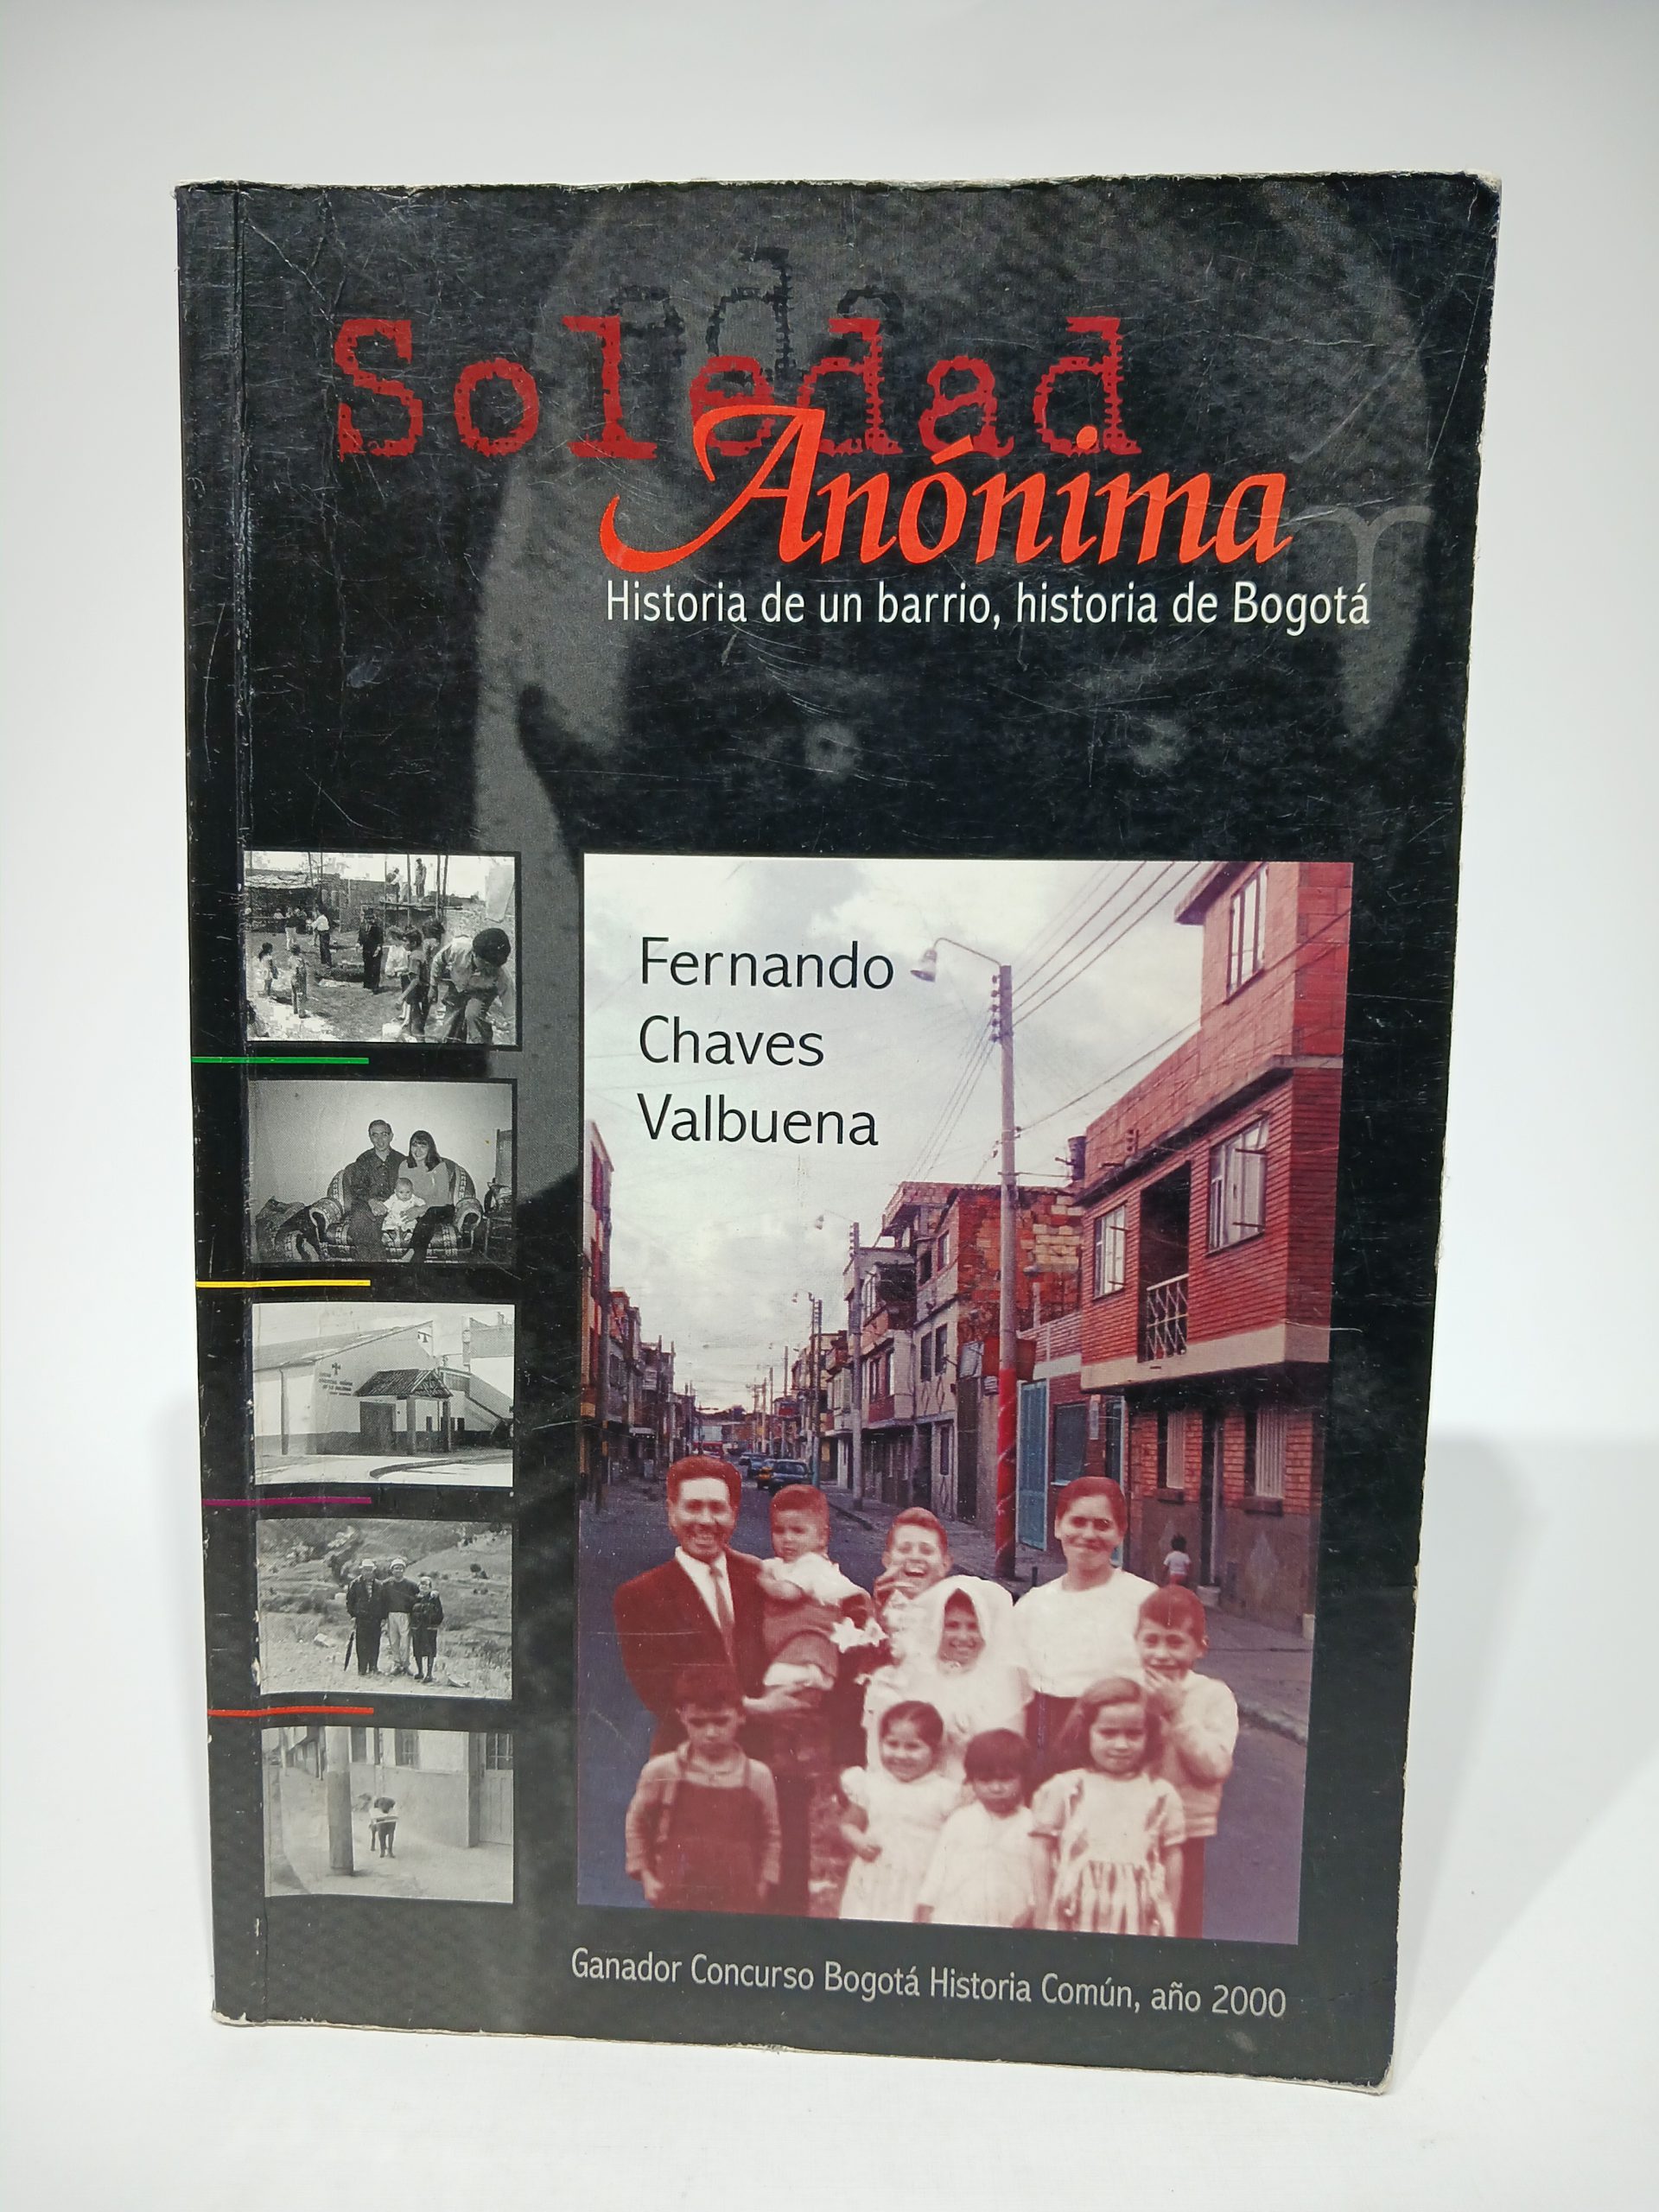 Soledad
Anónima
Historia de un barrio, historia de Bogotá
Fernando
Chaves
Valbuena
Ganador Concurso Bogotá Historia Común, año 2000